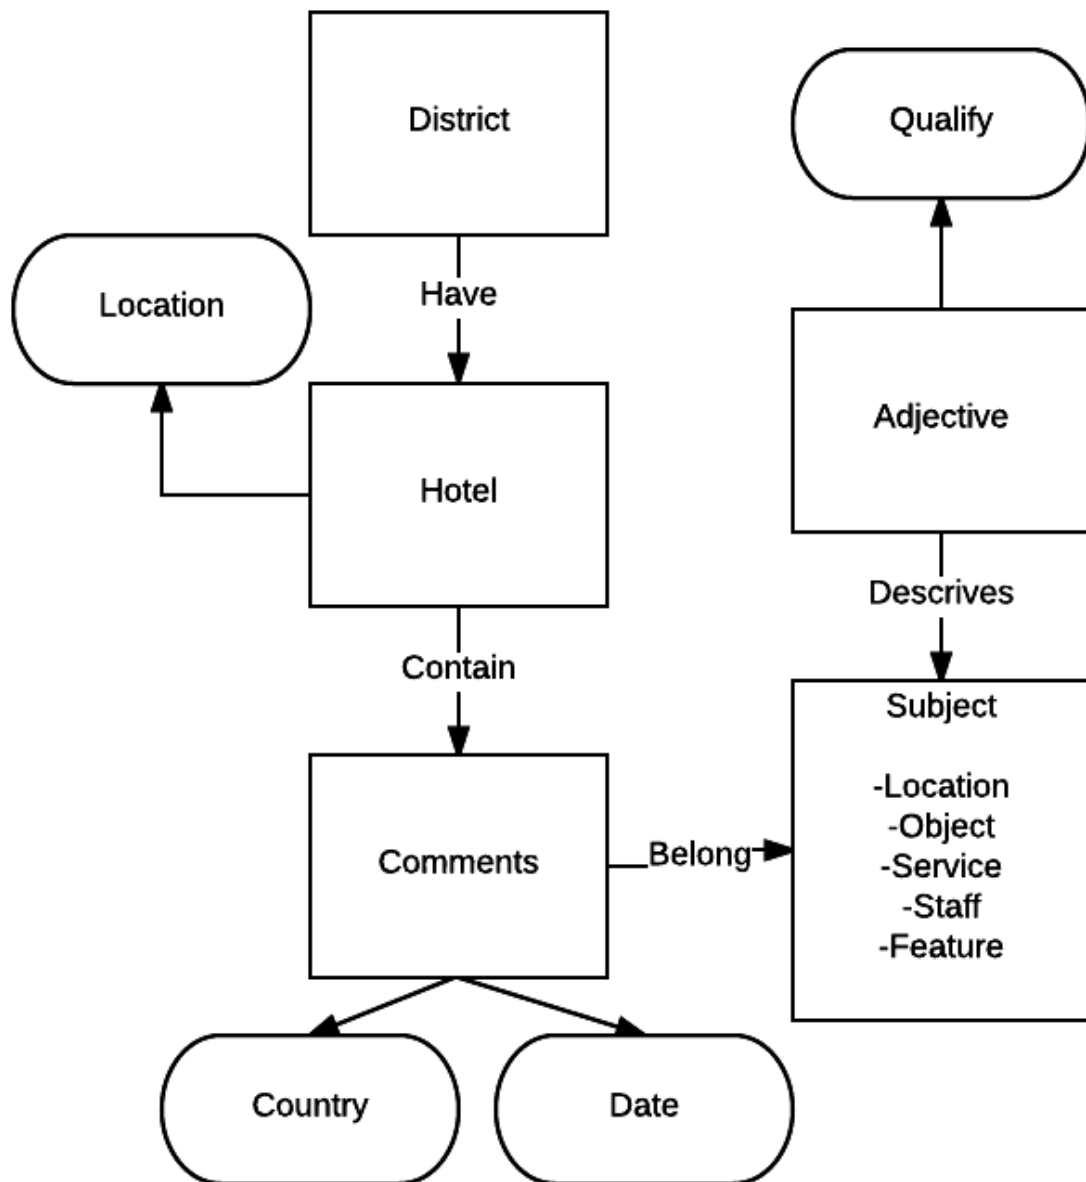 District
Qualify
Have
Location
Adjective
Hotel
Descrives
Contain
Subject
-Location
-Object
-Service
-Staff
-Feature
Belong
Comments
Country
Date